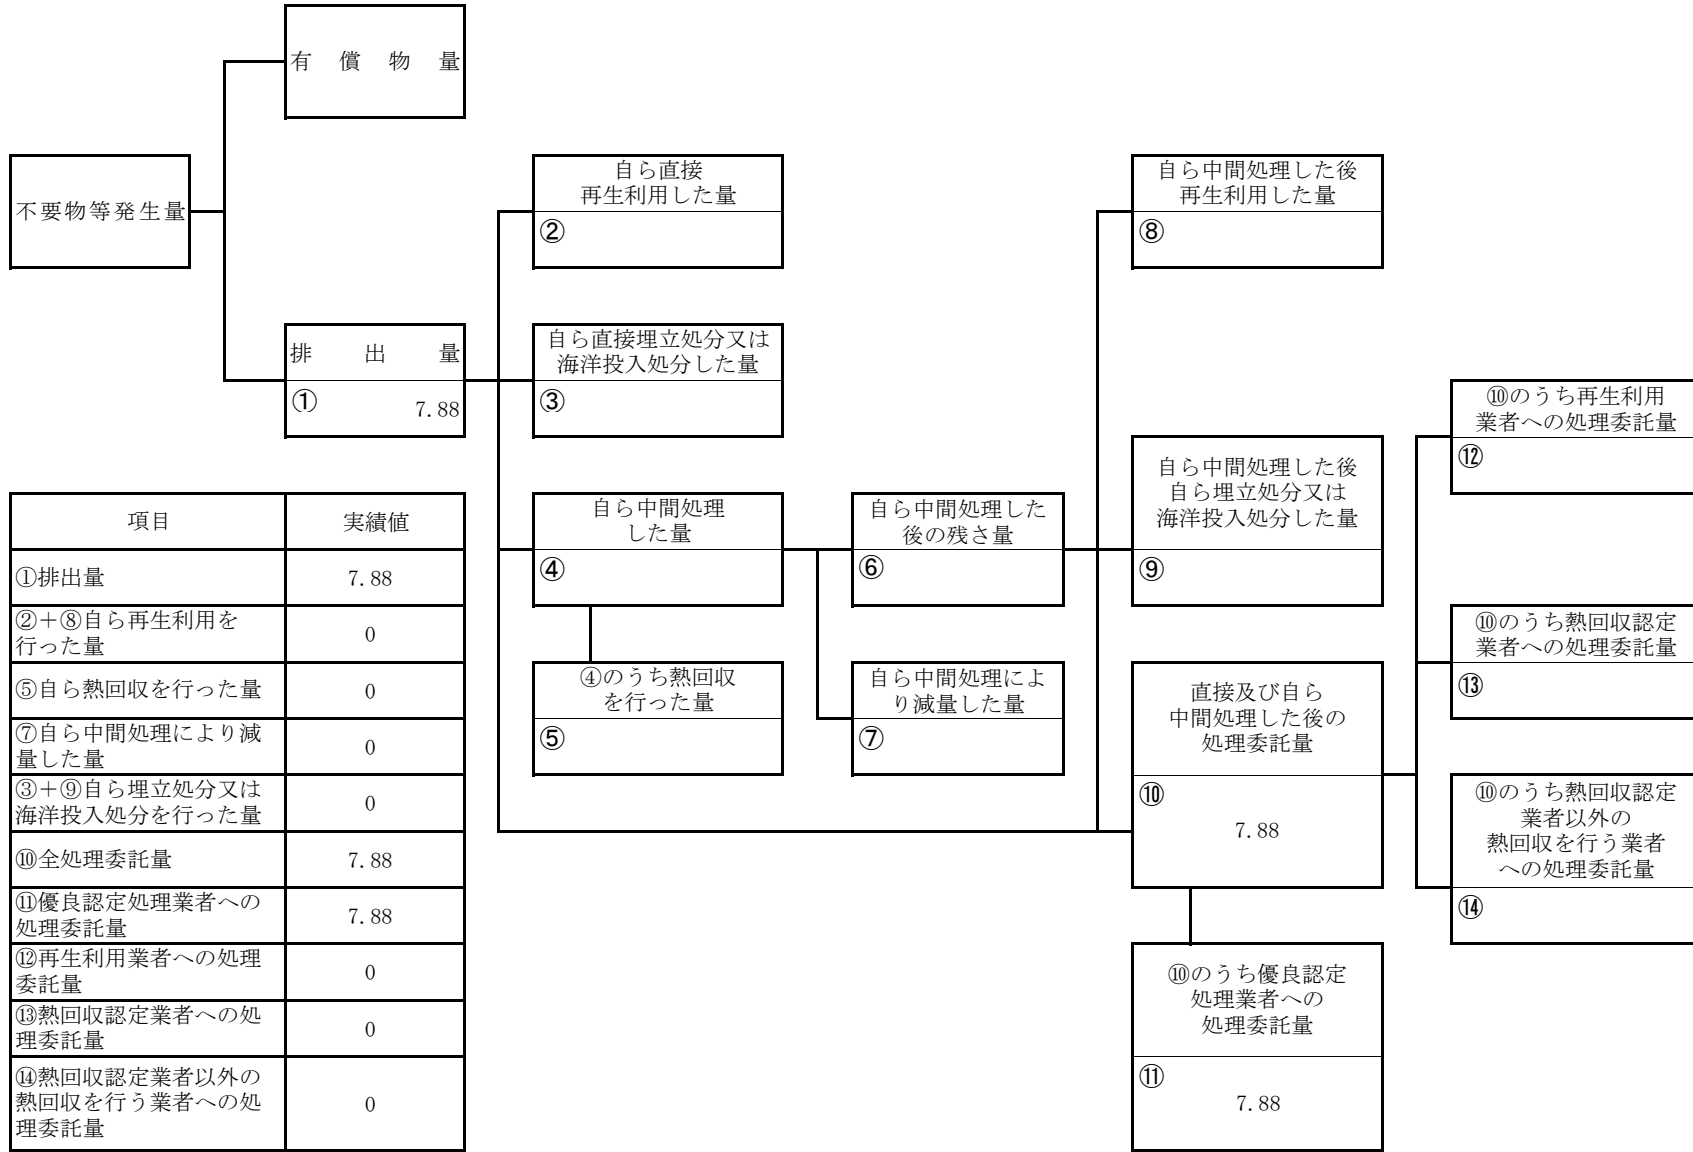 有償物量
不要物等発生量
排出量
①
7.88
自ら直接
再生利用した量
②
自ら直接埋立処分又は
海洋投入処分した量
③
自ら中間処理
した量
④
④のうち熱回収
を行った量
⑤
自ら中間処理した
後の残さ量
⑥
自ら中間処理によ
り減量した量
⑦
自ら中間処理した後
再生利用した量
⑧
自ら中間処理した後
自ら埋立処分又は
海洋投入処分した量
⑨
直接及び自ら
中間処理した後の
処理委託量
⑩
7.88
⑩のうち優良認定
処理業者への
処理委託量
⑪
7.88
⑩のうち再生利用
業者への処理委託量
⑫
⑩のうち熱回収認定
業者への処理委託量
⑬
⑩のうち熱回収認定
業者以外の
熱回収を行う業者
への処理委託量
⑭
項目 実績値
①排出量 7.88
②＋⑧自ら再生利用を
行った量 0
⑤自ら熱回収を行った量 0
⑦自ら中間処理により減
量した量 0
③＋⑨自ら埋立処分又は
海洋投入処分を行った量 0
⑩全処理委託量 7.88
⑪優良認定処理業者への
処理委託量 7.88
⑫再生利用業者への処理
委託量 0
⑬熱回収認定業者への処
理委託量 0
⑭熱回収認定業者以外の
熱回収を行う業者への処
理委託量 0